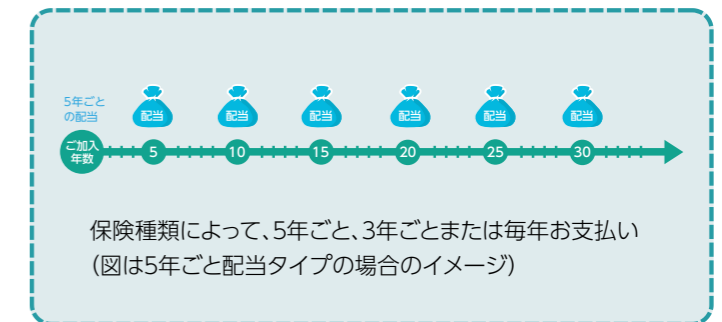 5年ごと
の配当
配当 配当 配当 配当 配当 配当
ご加入
年数
5 10 15 20 25 30
保険種類によって、5年ごと、3年ごとまたは毎年お支払い
（図は5年ごと配当タイプの場合のイメージ）